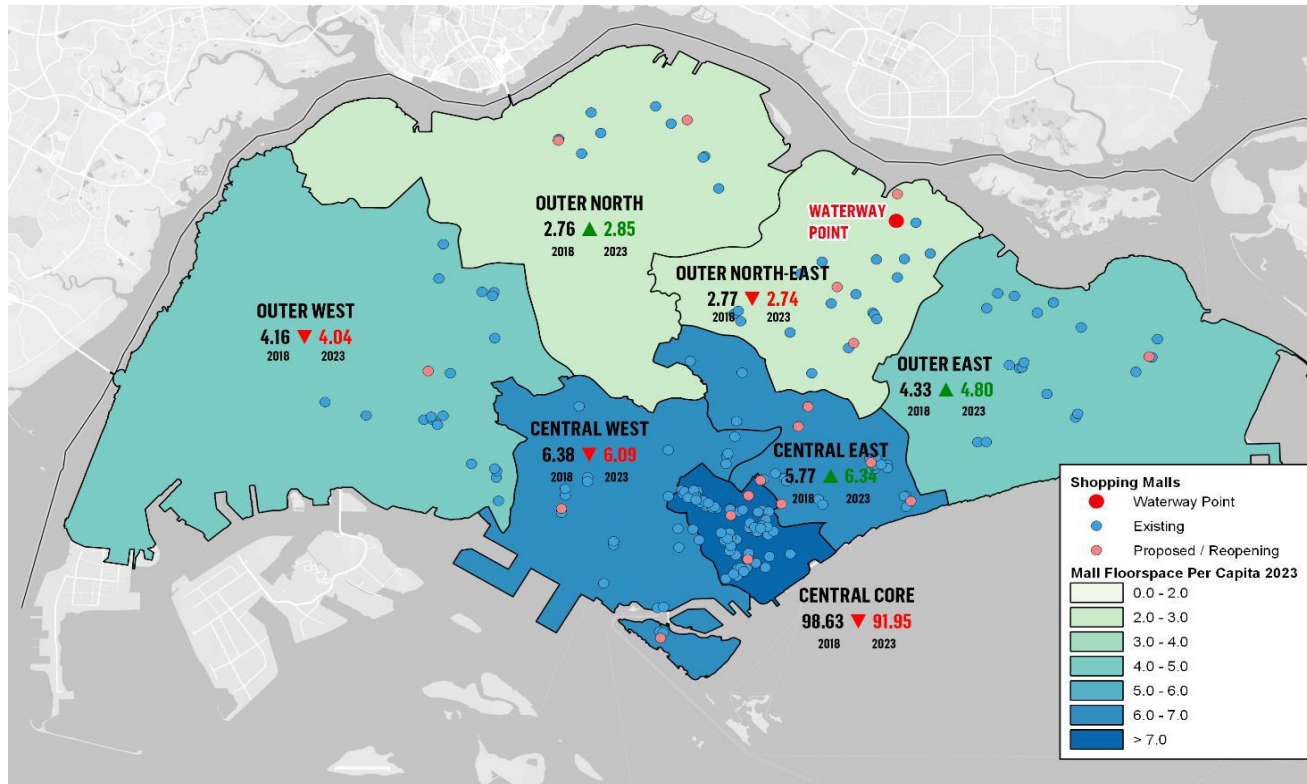 OUTER NORTH
2.76 ▲ 2.85
2018 2023
WATERWAY
POINT
OUTER NORTH-EAST
2.77 ▼ 2.74
2018 2023
OUTER WEST
4.16 ▼ 4.04
2018 2023
OUTER EAST
4.33 ▲ 4.80
2018 2023
CENTRAL WEST
6.38 ▼ 6.09
2018 2023
CENTRAL EAST
5.77 ▲ 6.34
2018 2023
CENTRAL CORE
98.63 ▼ 91.95
2018 2023
Shopping Malls
Waterway Point
Existing
Proposed / Reopening
Mall Floorspace Per Capita 2023
0.0 - 2.0
2.0 - 3.0
3.0 - 4.0
4.0 - 5.0
5.0 - 6.0
6.0 - 7.0
> 7.0